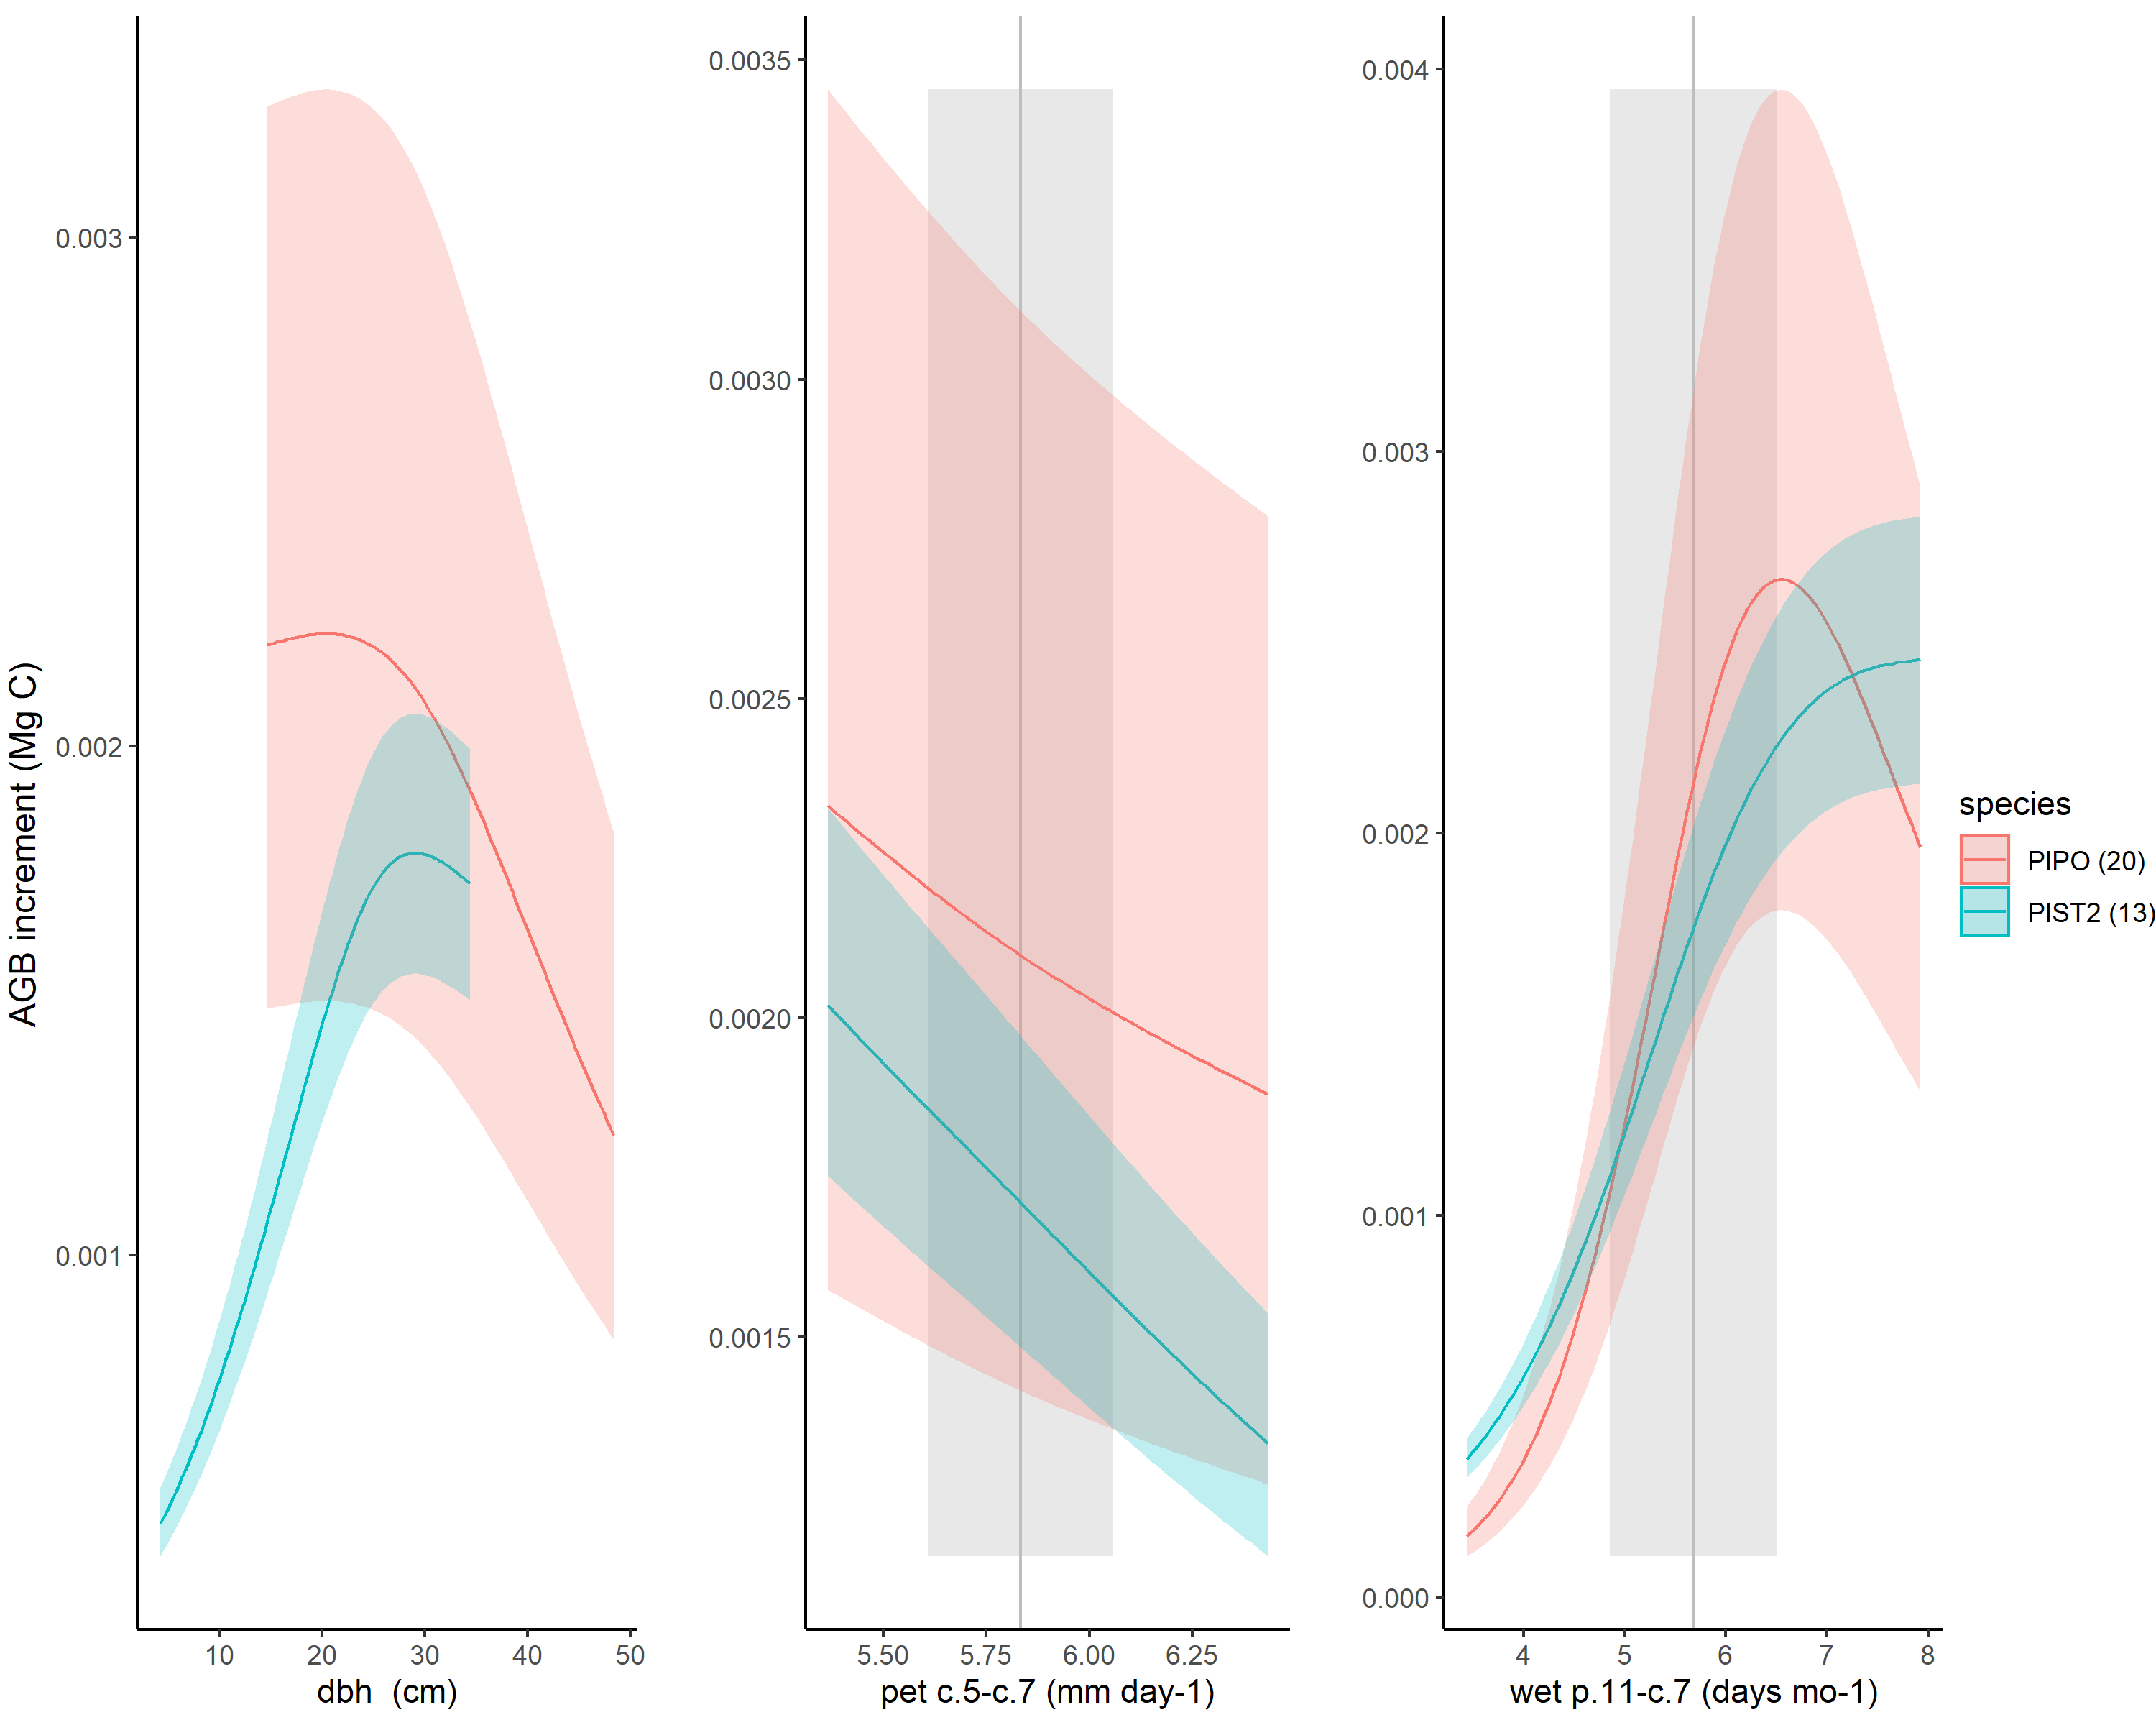 AGB increment (Mg C)
0.003
0.002
0.001
10 20 30 40 50
dbh  (cm)
0.0035
0.0030
0.0025
0.0020
0.0015
5.50 5.75 6.00 6.25
pet c.5-c.7 (mm day-1)
0.004
0.003
0.002
0.001
0.000
4 5 6 7 8
wet p.11-c.7 (days mo-1)
species
PIPO (20)
PIST2 (13)